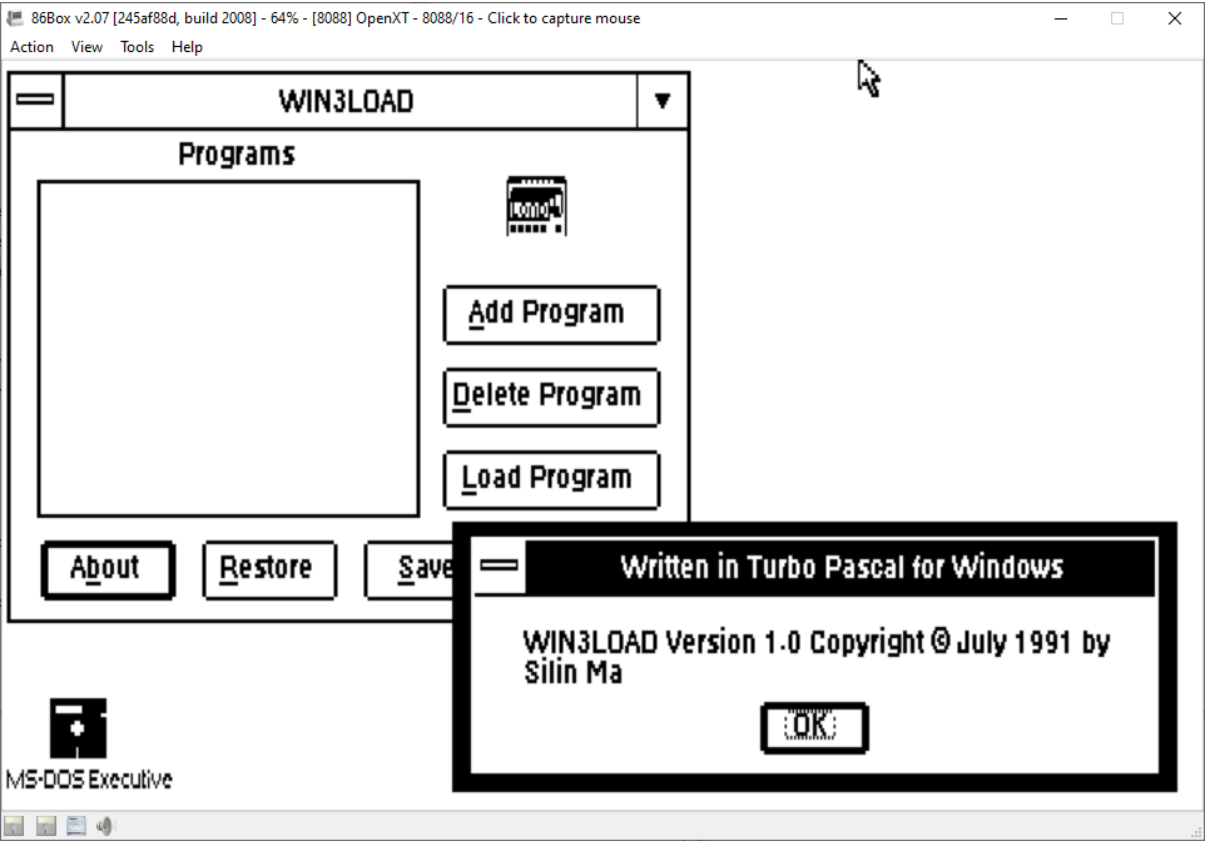 86Box v2.07 [245af88d, build 2008] - 64% - [8088] OpenXT - 8088/16 - Click to capture mouse
Action View Tools Help
WIN3LOAD
Programs
Add Program
Delete Program
Load Program
About Restore Save
Written in Turbo Pascal for Windows
WIN3LOAD Version 1.0 Copyright © July 1991 by
Silin Ma
OK
MS-DOS Executive